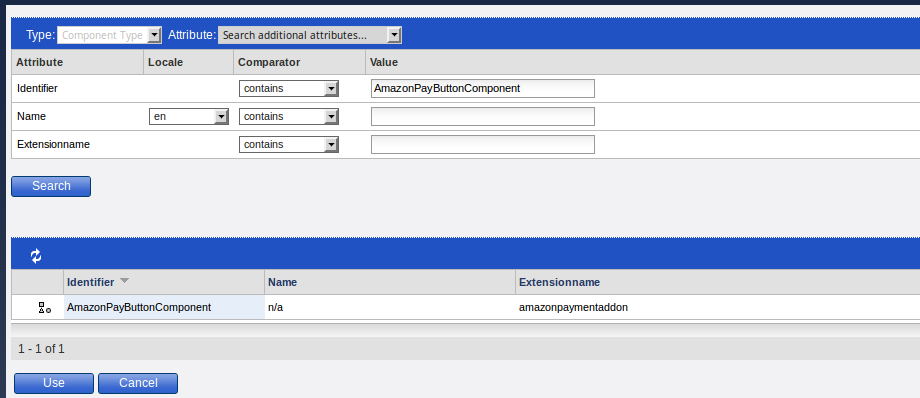 Type: Component Type Attribute: Search additional attributes...
Attribute Locale Comparator Value
Identifier contains AmazonPayButtonComponent
Name en contains
Extensionname contains
Search
Identifier Name Extensionname
AmazonPayButtonComponent n/a amazonpaymentaddon
1 - 1 of 1
Use Cancel